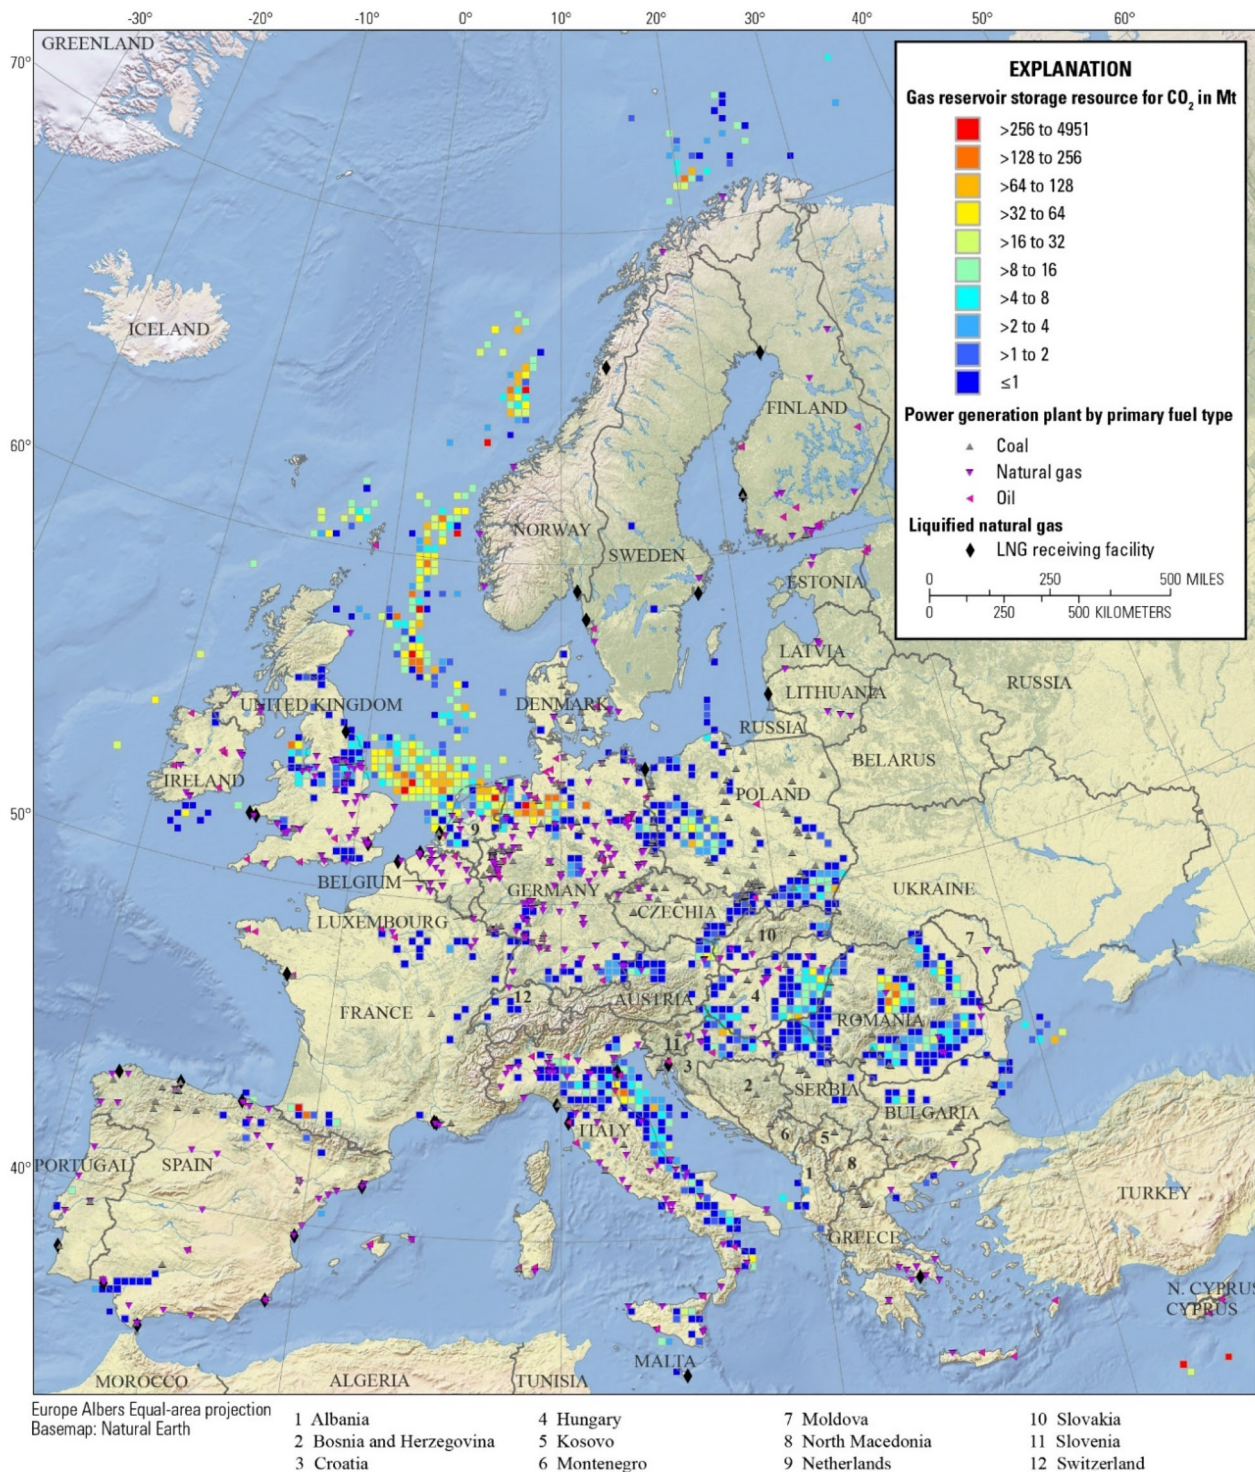 -30° -20° -10° 0° 10° 20° 30° 40° 50° 60°
70°
60°
50°
40°
GREENLAND
ICELAND
EXPLANATION
Gas reservoir storage resource for CO₂ in Mt
>256 to 4951
>128 to 256
>64 to 128
>32 to 64
>16 to 32
>8 to 16
>4 to 8
>2 to 4
>1 to 2
≤1
Power generation plant by primary fuel type
Coal
Natural gas
Oil
Liquified natural gas
LNG receiving facility
0 250 500 MILES
0 250 500 KILOMETERS
FINLAND
NORWAY
SWEDEN
ESTONIA
LATVIA
LITHUANIA
RUSSIA
RUSSIA
UNITED KINGDOM
DENMARK
BELARUS
IRELAND
POLAND
9
BELGIUM
GERMANY
UKRAINE
LUXEMBOURG
CZECHIA
10
7
12
AUSTRIA
4
FRANCE
ROMANIA
11
3
2
SERBIA
BULGARIA
ITALY
6
5
PORTUGAL
SPAIN
1
8
TURKEY
GREECE
N. CYPRUS
CYPRUS
MALTA
MOROCCO
ALGERIA
TUNISIA
Europe Albers Equal-area projection
Basemap: Natural Earth
1 Albania
2 Bosnia and Herzegovina
3 Croatia
4 Hungary
5 Kosovo
6 Montenegro
7 Moldova
8 North Macedonia
9 Netherlands
10 Slovakia
11 Slovenia
12 Switzerland